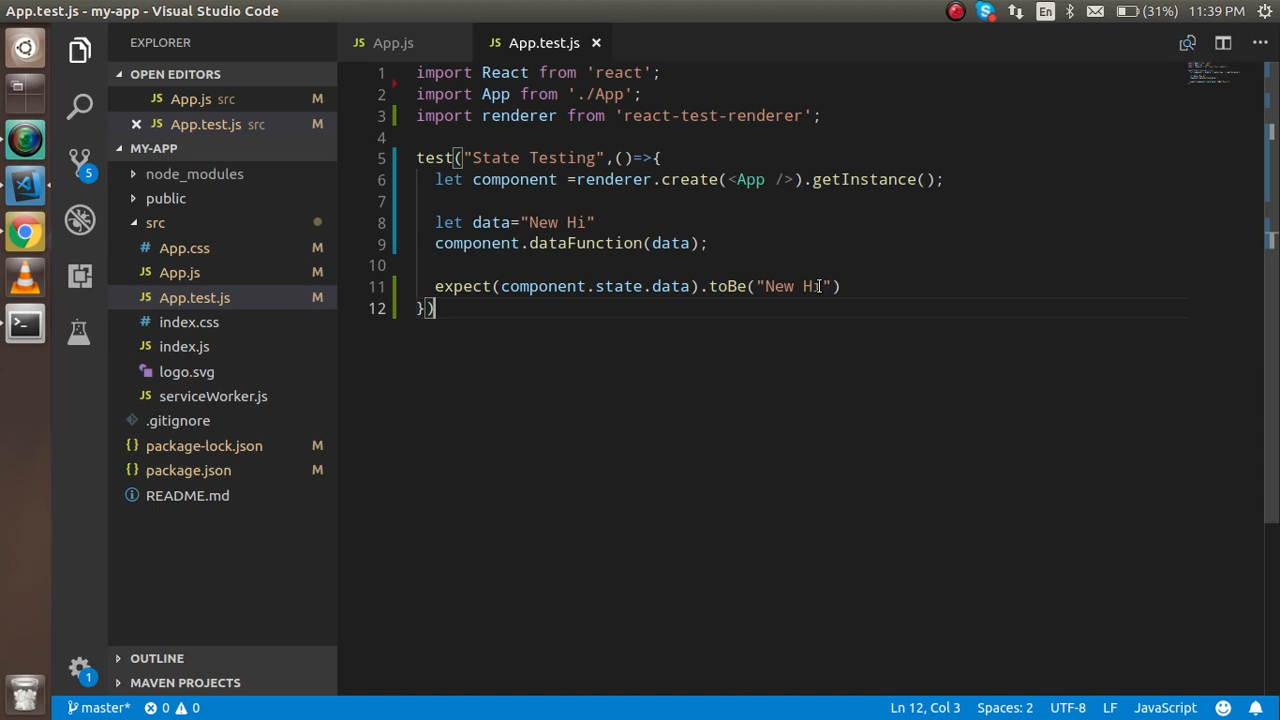 App.test.js - my-app - Visual Studio Code
En (31%) 11:39 PM
EXPLORER
OPEN EDITORS
JS App.js src M
JS App.test.js src M
MY-APP
node_modules
public
src
# App.css
JS App.js
JS App.test.js
# index.css
JS index.js
logo.svg
JS serviceWorker.js
.gitignore
{} package-lock.json M
{} package.json M
README.md
OUTLINE
MAVEN PROJECTS
5
1
JS App.js
JS App.test.js
1 import React from 'react';
2 import App from './App';
3 import renderer from 'react-test-renderer';
4
5 test("State Testing",()=>{
6 let component =renderer.create(<App />).getInstance();
7
8 let data="New Hi"
9 component.dataFunction(data);
10
11 expect(component.state.data).toBe("New Hi")
12 })
master* 0 0 Ln 12, Col 3 Spaces: 2 UTF-8 LF JavaScript